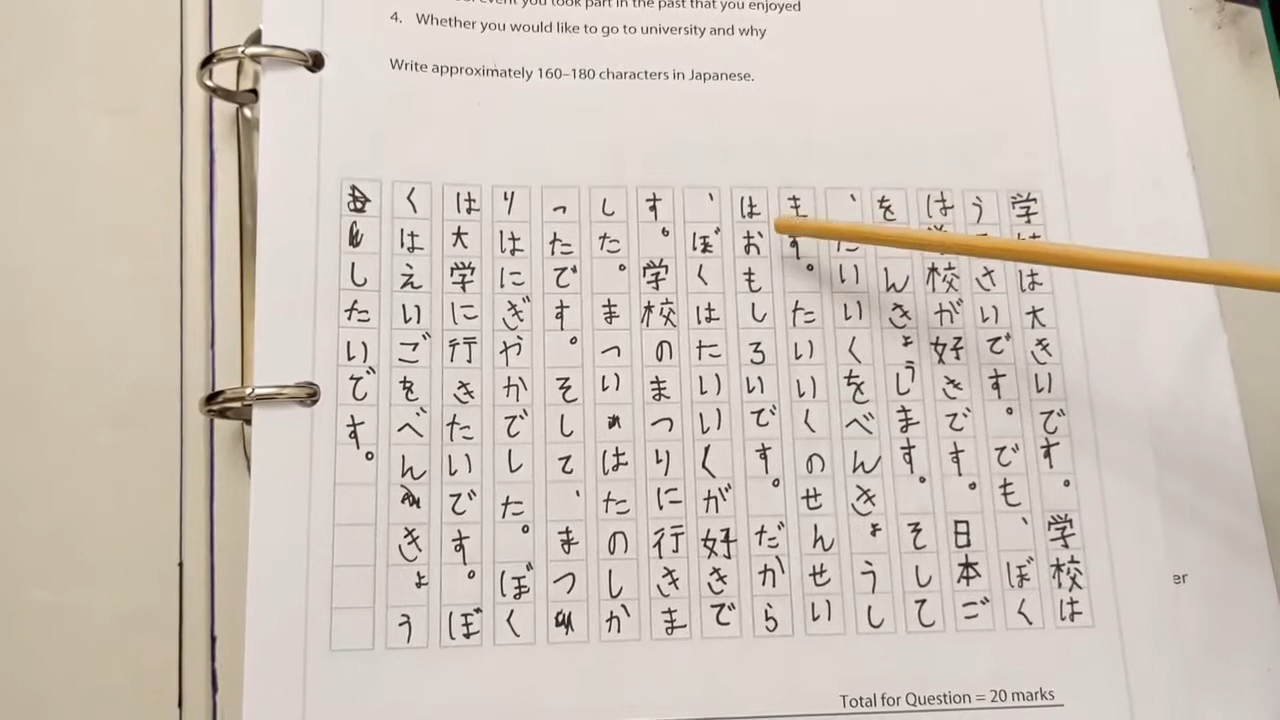 took part in the past that you enjoyed
4. Whether you would like to go to university and why
Write approximately 160–180 characters in Japanese.
学は大きいです。学校は
うさいです。でも、ぼく
は学校が好きです。日本ご
をんきょうします。そして
、たいいくをべんきょうし
ます。たいいくのせんせい
はおもしろいです。だから
、ぼくはたいいくが好きで
す。学校のまつりに行きま
した。まついはたのしか
ったです。そして、まつ
りはにぎやかでした。ぼく
は大学に行きたいです。ぼ
くはえいごをべんきょう
したいです。
er
Total for Question = 20 marks